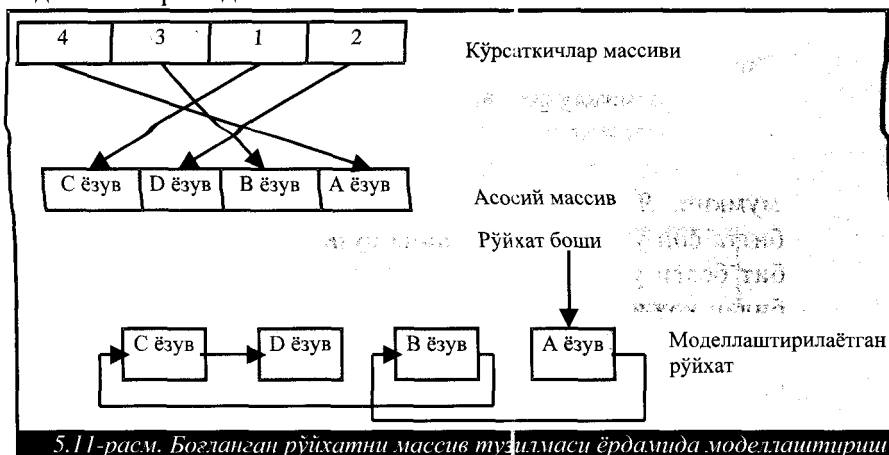 4 3 1 2
Кўрсаткичлар массиви
C ёзув D ёзув B ёзув A ёзув
Асосий массив
Рўйхат боши
C ёзув D ёзув B ёзув A ёзув
Моделлаштирилаётган
рўйхат
5.11-расм. Боғланган рўйхатни массив тузилмаси ёрдамида моделлаштириш